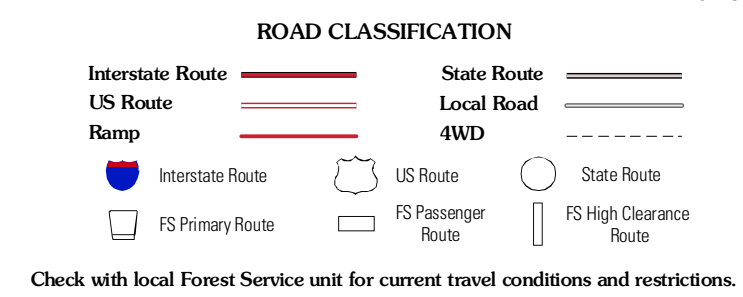 ROAD CLASSIFICATION
Interstate Route
State Route
US Route
Local Road
Ramp
4WD
Interstate Route
US Route
State Route
FS Primary Route
FS Passenger
Route
FS High Clearance
Route
Check with local Forest Service unit for current travel conditions and restrictions.